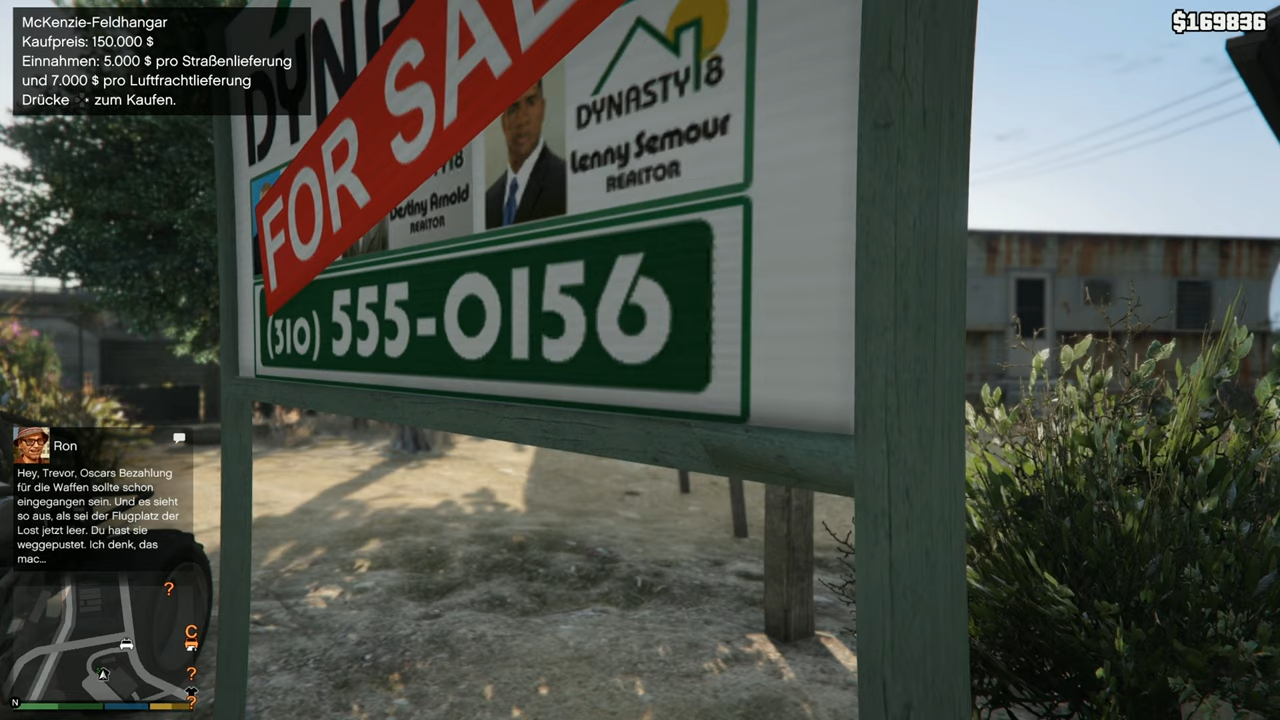 McKenzie-Feldhangar
Kaufpreis: 150.000 $
Einnahmen: 5.000 $ pro Straßenlieferung
und 7.000 $ pro Luftfrachtlieferung
Drücke zum Kaufen.
$169836
FOR SALE
DYNASTY 8
Lenny Semour
REALTOR
Destiny Arnold
REALTOR
(310) 555-0156
Ron
Hey, Trevor, Oscars Bezahlung
für die Waffen sollte schon
eingegangen sein. Und es sieht
so aus, als sei der Flugplatz der
Lost jetzt leer. Du hast sie
weggepustet. Ich denk, das
mac...
?
C
?
?
N